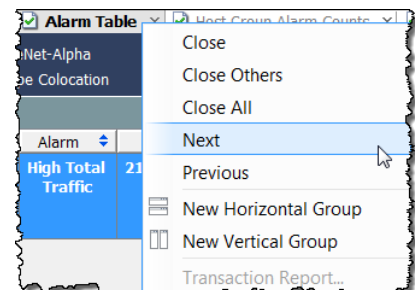 Alarm Table
Host Group Alarm Counts
Net-Alpha
Colocation
Close
Close Others
Close All
Alarm
Next
Previous
High Total
Traffic
21
New Horizontal Group
New Vertical Group
Transaction Report...